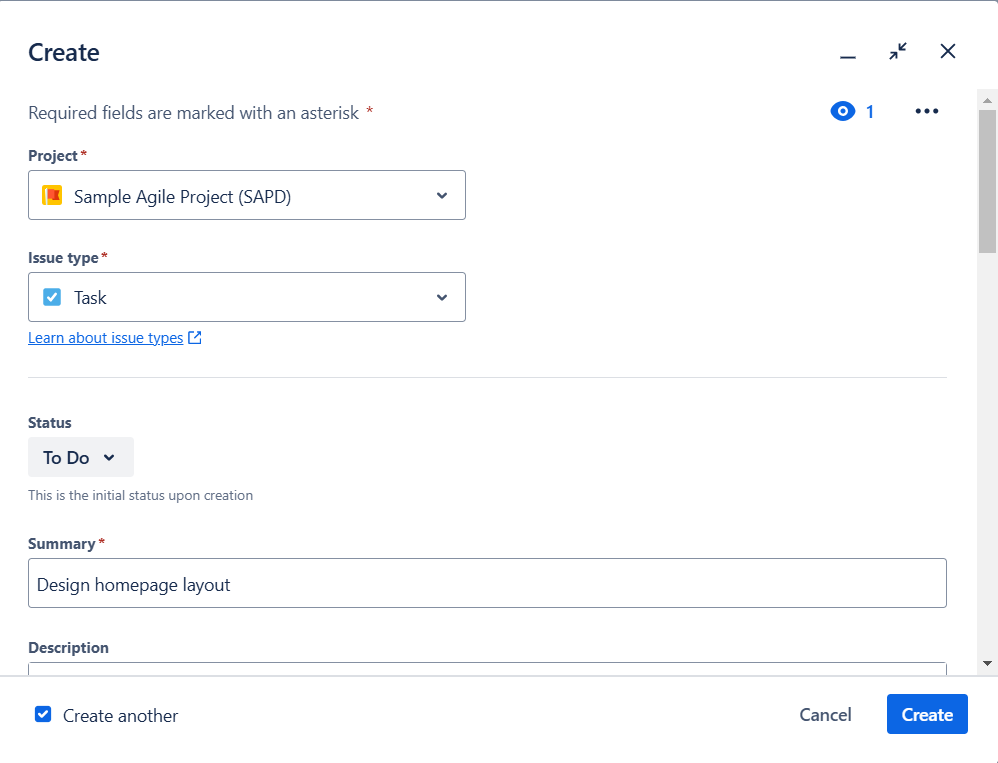 Create
Required fields are marked with an asterisk *
1
Project *
Sample Agile Project (SAPD)
Issue type *
Task
Learn about issue types
Status
To Do
This is the initial status upon creation
Summary *
Design homepage layout
Description
Create another
Cancel
Create